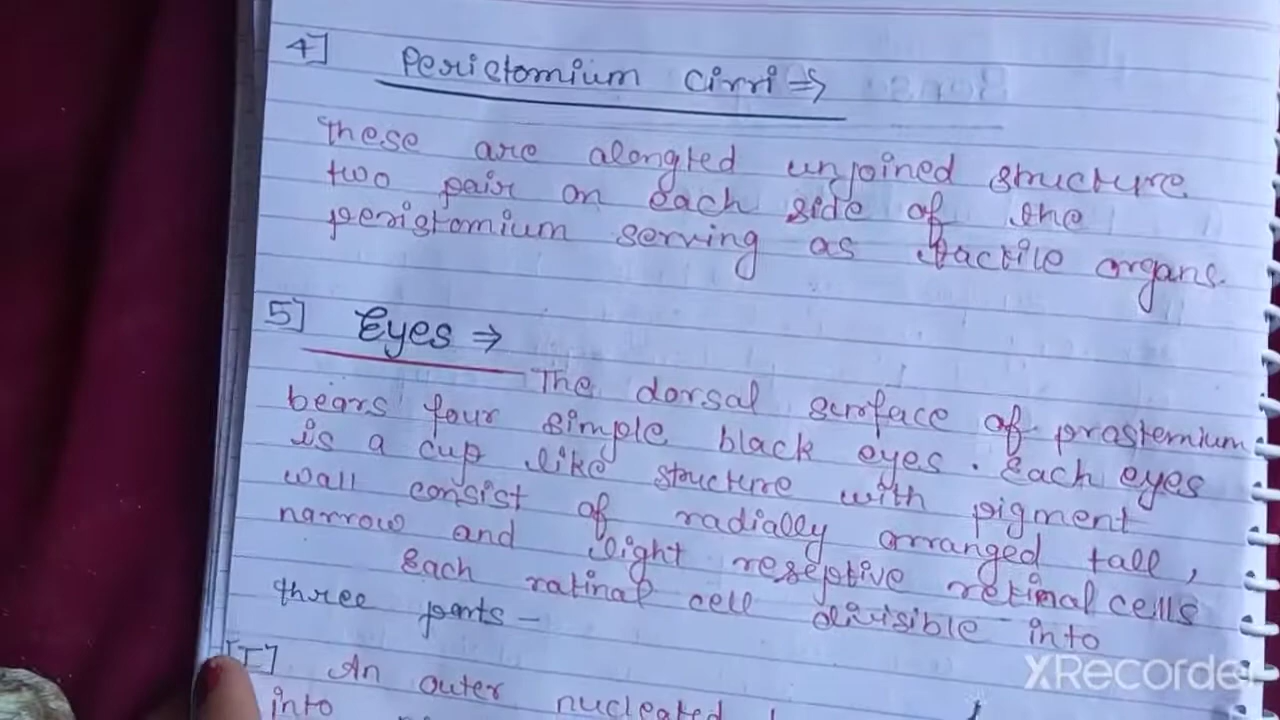 4] Perictomium Cirri ⇒
These are alongted unjoined structure
two pair on each side of the
peristomium serving as tactile organs.
5] Eyes ⇒
The dorsal surface of prostemium
bears four simple black eyes. Each eyes
is a cup like structure with pigment
wall consist of radially arranged tall,
narrow and light reseptive retinal cells
Each ratinal cell divisible into
three parts -
[I] An outer nucleated
into
XRecorder